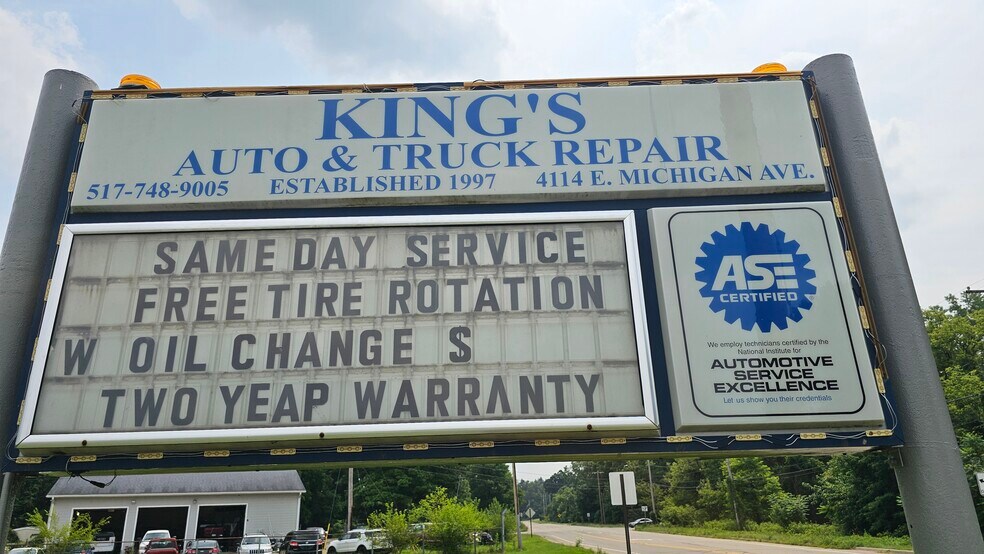 KING'S
AUTO & TRUCK REPAIR
517-748-9005 ESTABLISHED 1997 4114 E. MICHIGAN AVE.
SAME DAY SERVICE
FREE TIRE ROTATION
W OIL CHANGE S
TWO YEAP WARRANTY
ASE
CERTIFIED
We employ technicians certified by the
National Institute for
AUTOMOTIVE
SERVICE
EXCELLENCE
Let us show you their credentials